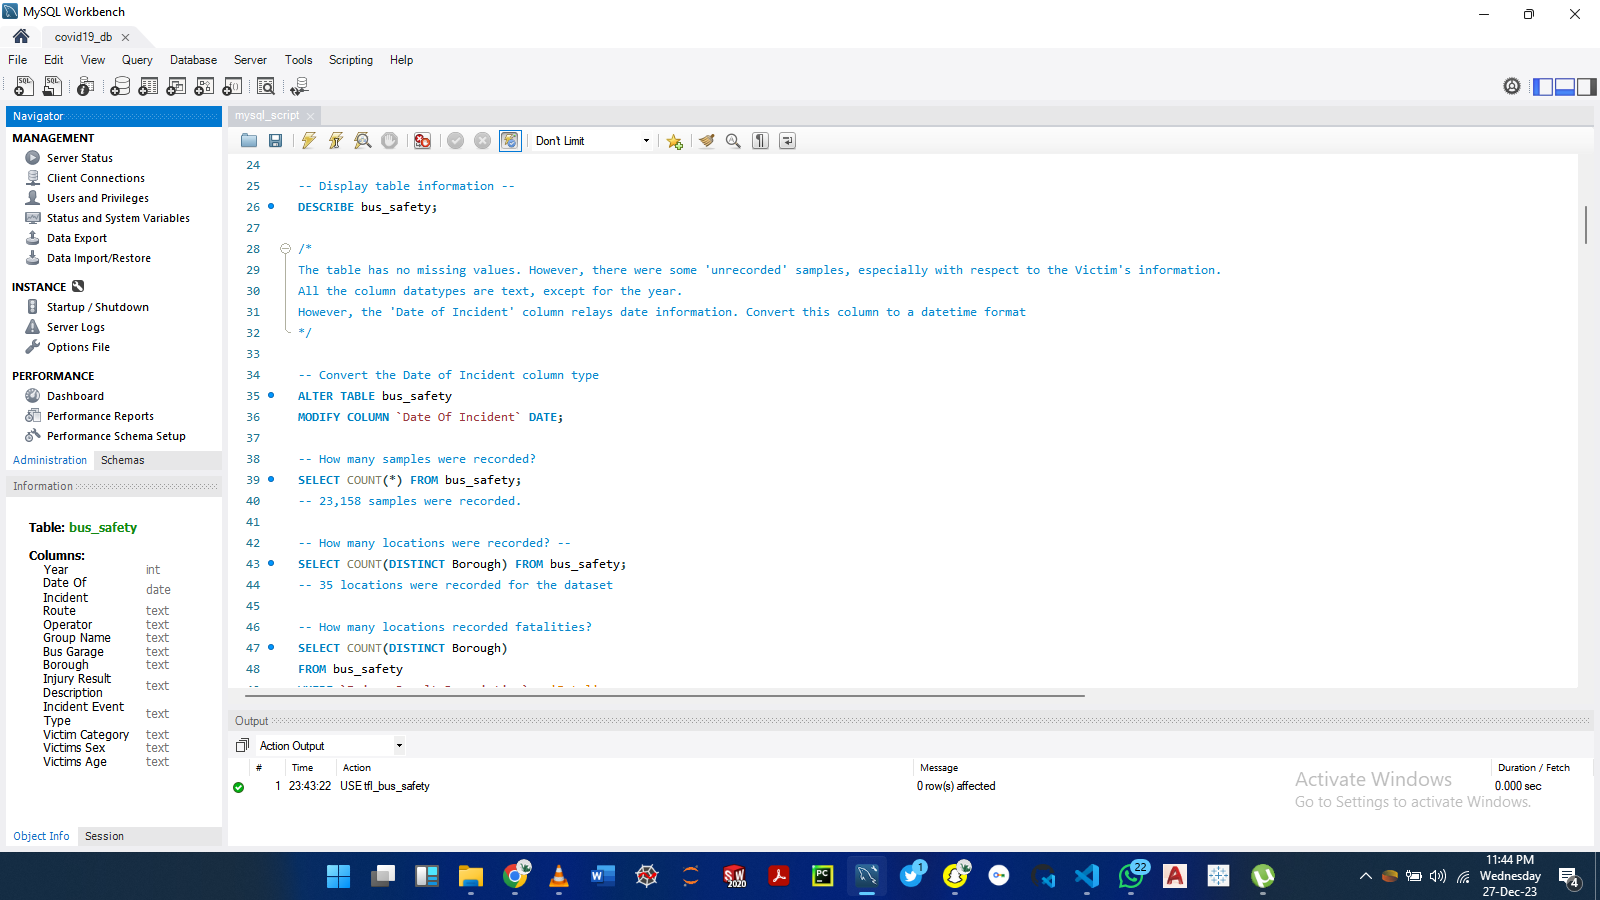 MySQL Workbench
covid19_db
File Edit View Query Database Server Tools Scripting Help
Navigator
MANAGEMENT
Server Status
Client Connections
Users and Privileges
Status and System Variables
Data Export
Data Import/Restore
INSTANCE
Startup / Shutdown
Server Logs
Options File
PERFORMANCE
Dashboard
Performance Reports
Performance Schema Setup
Administration Schemas
Information
Table: bus_safety
Columns:
Year int
Date Of Incident date
Route text
Operator text
Group Name text
Bus Garage text
Borough text
Injury Result Description text
Incident Event Type text
Victim Category text
Victims Sex text
Victims Age text
Object Info Session
mysql_script
Don't Limit
24
25 -- Display table information --
26 DESCRIBE bus_safety;
27
28 /*
29 The table has no missing values. However, there were some 'unrecorded' samples, especially with respect to the Victim's information.
30 All the column datatypes are text, except for the year.
31 However, the 'Date of Incident' column relays date information. Convert this column to a datetime format
32 */
33
34 -- Convert the Date of Incident column type
35 ALTER TABLE bus_safety
36 MODIFY COLUMN `Date Of Incident` DATE;
37
38 -- How many samples were recorded?
39 SELECT COUNT(*) FROM bus_safety;
40 -- 23,158 samples were recorded.
41
42 -- How many locations were recorded? --
43 SELECT COUNT(DISTINCT Borough) FROM bus_safety;
44 -- 35 locations were recorded for the dataset
45
46 -- How many locations recorded fatalities?
47 SELECT COUNT(DISTINCT Borough)
48 FROM bus_safety
Output
Action Output
# Time Action Message Duration / Fetch
1 23:43:22 USE tfl_bus_safety 0 row(s) affected 0.000 sec
Activate Windows
Go to Settings to activate Windows.
11:44 PM
Wednesday
27-Dec-23